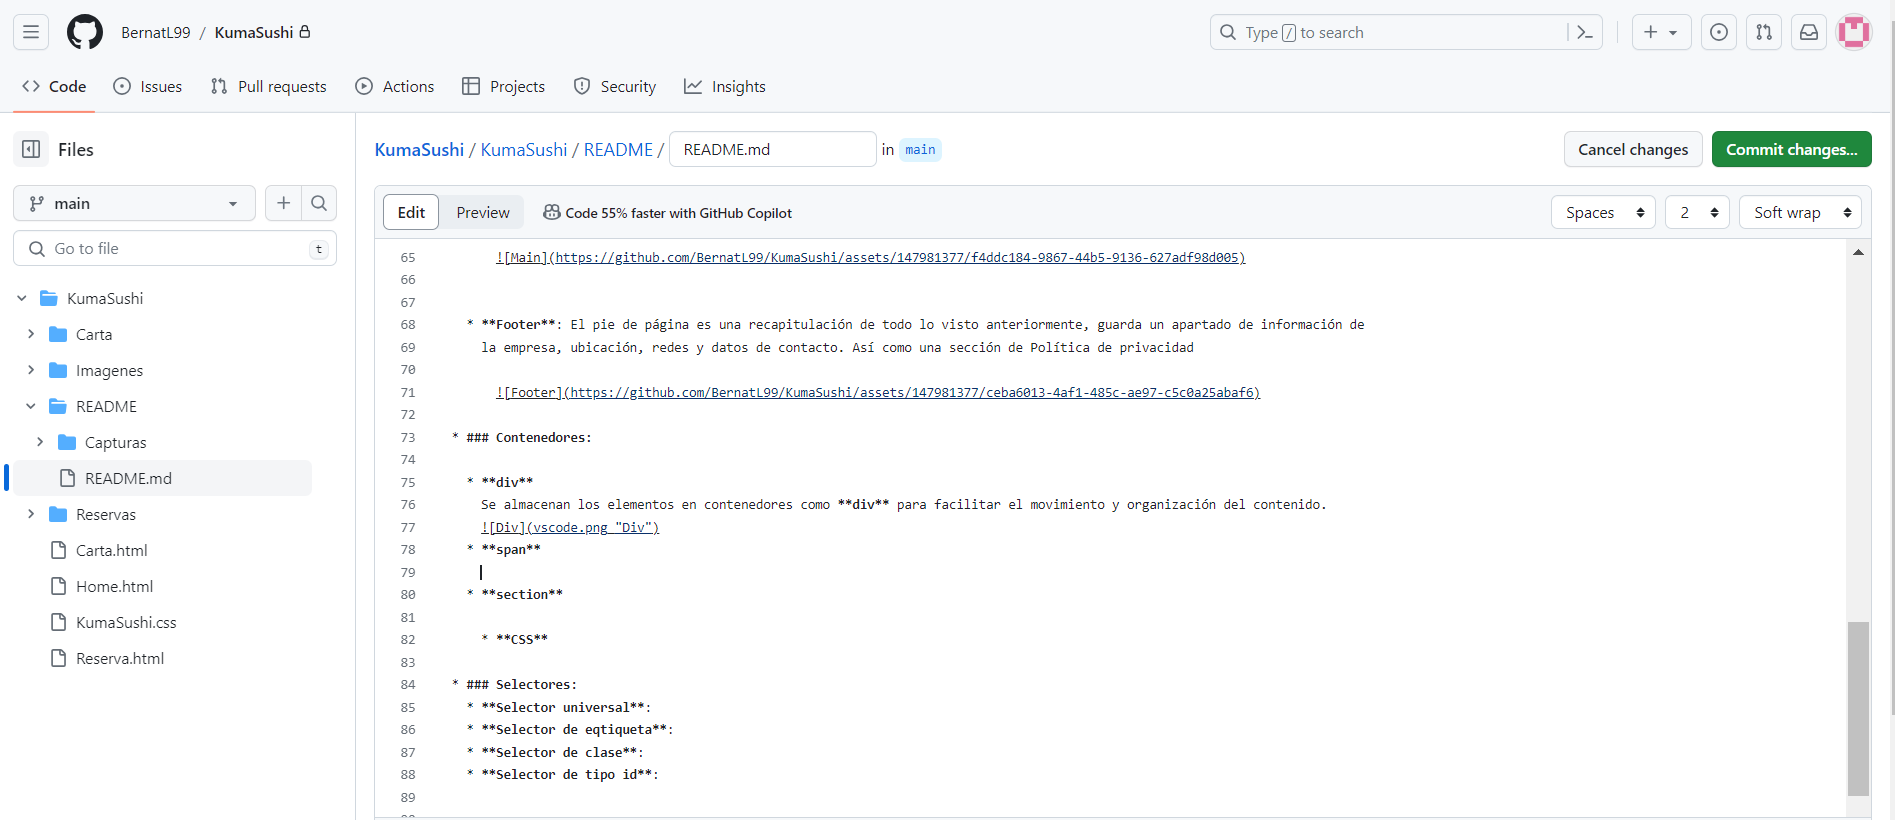 BernatL99 / KumaSushi
Type / to search
Code Issues Pull requests Actions Projects Security Insights
Files
main
Go to file t
KumaSushi
Carta
Imagenes
README
Capturas
README.md
Reservas
Carta.html
Home.html
KumaSushi.css
Reserva.html
KumaSushi / KumaSushi / README / README.md in main
Cancel changes Commit changes...
Edit Preview Code 55% faster with GitHub Copilot Spaces 2 Soft wrap
65 ![Main](https://github.com/BernatL99/KumaSushi/assets/147981377/f4ddc184-9867-44b5-9136-627adf98d005)
66
67
68 * **Footer**: El pie de página es una recapitulación de todo lo visto anteriormente, guarda un apartado de información de
69 la empresa, ubicación, redes y datos de contacto. Así como una sección de Política de privacidad
70
71 ![Footer](https://github.com/BernatL99/KumaSushi/assets/147981377/ceba6013-4af1-485c-ae97-c5c0a25abaf6)
72
73 * ### Contenedores:
74
75 * **div**
76 Se almacenan los elementos en contenedores como **div** para facilitar el movimiento y organización del contenido.
77 ![Div](vscode.png "Div")
78 * **span**
79
80 * **section**
81
82 * **CSS**
83
84 * ### Selectores:
85 * **Selector universal**:
86 * **Selector de eqtiqueta**:
87 * **Selector de clase**:
88 * **Selector de tipo id**:
89